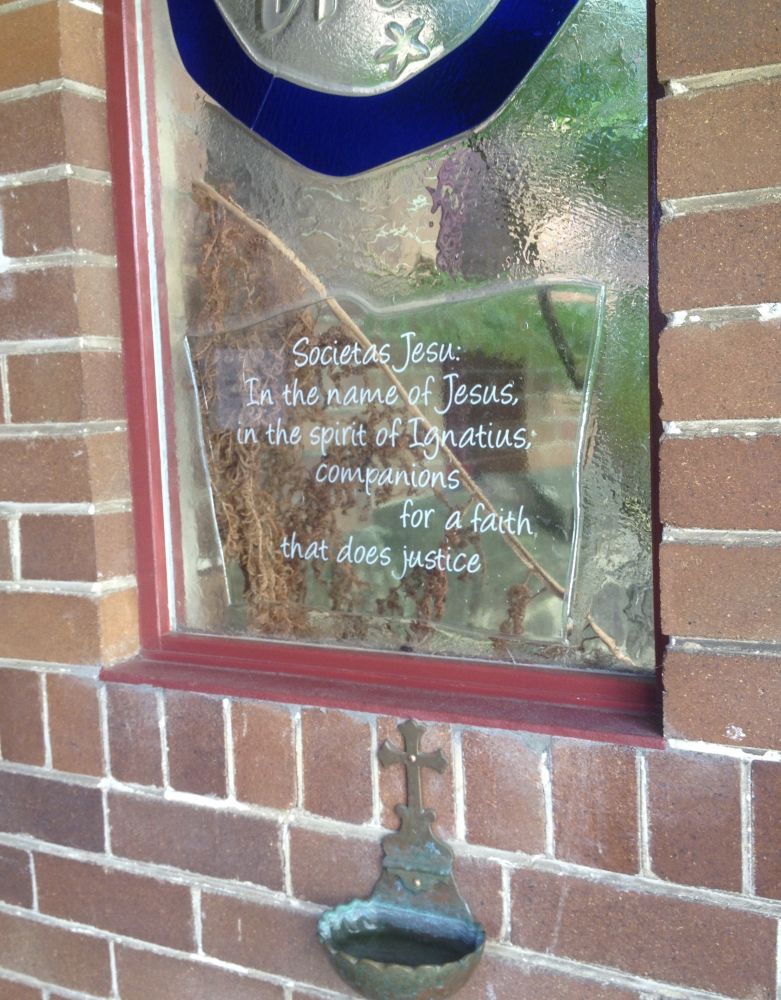 Societas Jesu:
In the name of Jesus,
in the spirit of Ignatius,
companions
for a faith
that does justice